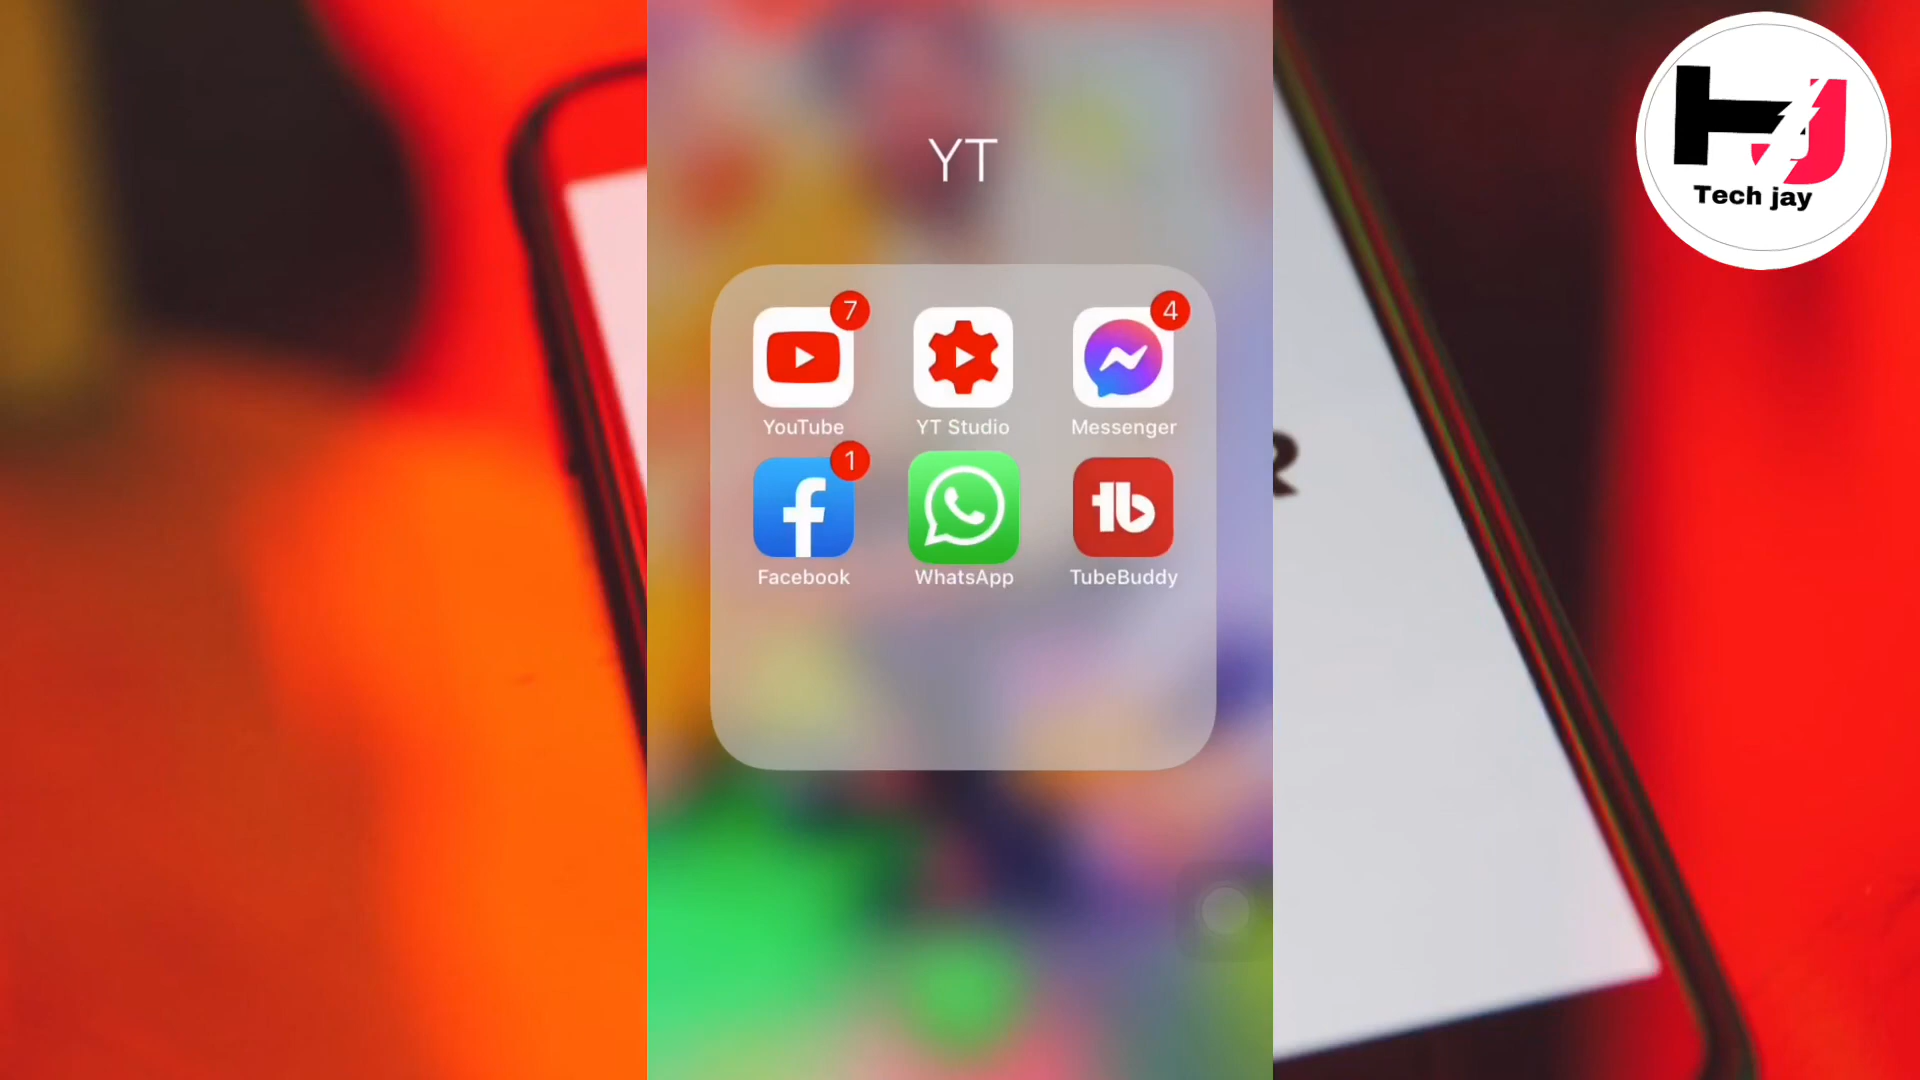 YT
7
4
YouTube
YT Studio
Messenger
1
Facebook
WhatsApp
TubeBuddy
Tech jay